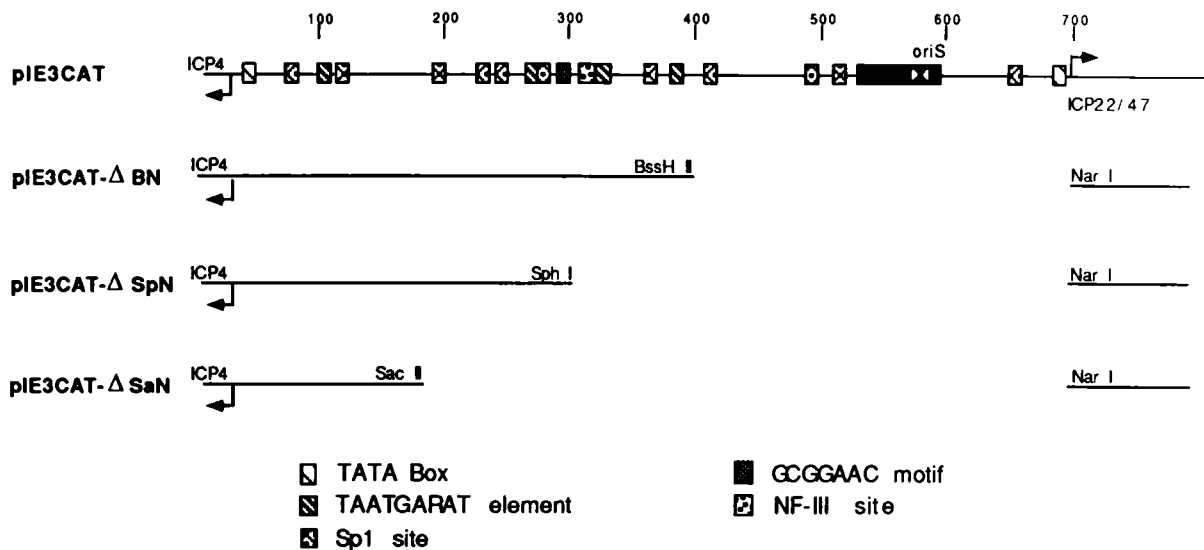 100 200 300 400 500 600 700
oriS
pIE3CAT ICP4
ICP22/47
pIE3CAT-Δ BN ICP4 BssH II Nar I
pIE3CAT-Δ SpN ICP4 Sph I Nar I
pIE3CAT-Δ SaN ICP4 Sac II Nar I
TATA Box
TAATGARAT element
Sp1 site
GCGGAAC motif
NF-III site